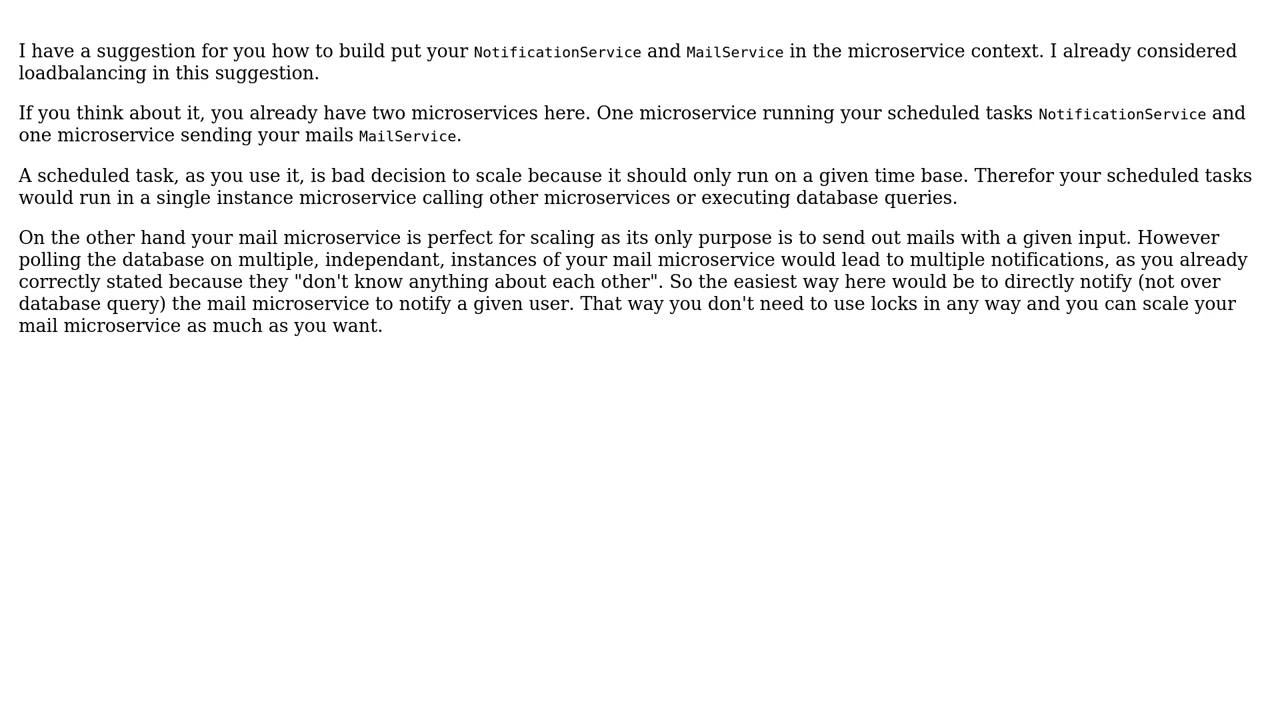 I have a suggestion for you how to build put your NotificationService and MailService in the microservice context. I already considered
loadbalancing in this suggestion.
If you think about it, you already have two microservices here. One microservice running your scheduled tasks NotificationService and
one microservice sending your mails MailService.
A scheduled task, as you use it, is bad decision to scale because it should only run on a given time base. Therefor your scheduled tasks
would run in a single instance microservice calling other microservices or executing database queries.
On the other hand your mail microservice is perfect for scaling as its only purpose is to send out mails with a given input. However
polling the database on multiple, independant, instances of your mail microservice would lead to multiple notifications, as you already
correctly stated because they "don't know anything about each other". So the easiest way here would be to directly notify (not over
database query) the mail microservice to notify a given user. That way you don't need to use locks in any way and you can scale your
mail microservice as much as you want.